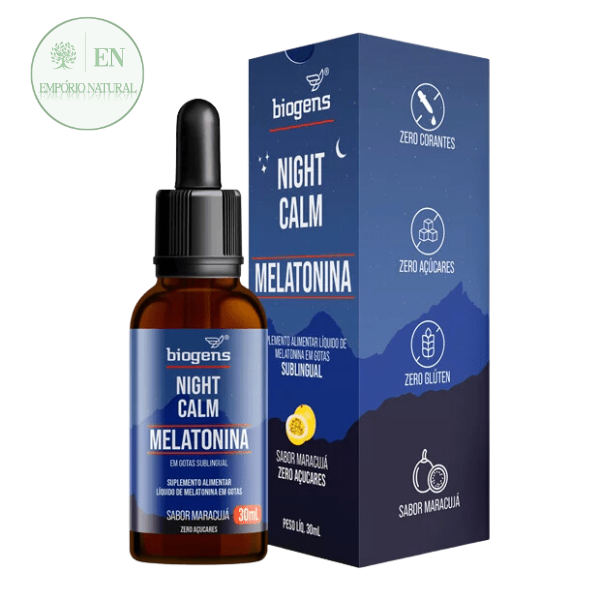 EN
EMPÓRIO NATURAL
biogens
NIGHT
CALM
MELATONINA
EM GOTAS SUBLINGUAL
SUPLEMENTO ALIMENTAR
LÍQUIDO DE MELATONINA EM GOTAS
SABOR MARACUJÁ 30mL
ZERO AÇUCARES
biogens
NIGHT
CALM
MELATONINA
PLEMENTO ALIMENTAR LÍQUIDO DE
MELATONINA EM GOTAS
SUBLINGUAL
SABOR MARACUJÁ
ZERO AÇUCARES
PESO LÍQ. 30mL
ZERO CORANTES
ZERO AÇÚCARES
ZERO GLÚTEN
SABOR MARACUJÁ